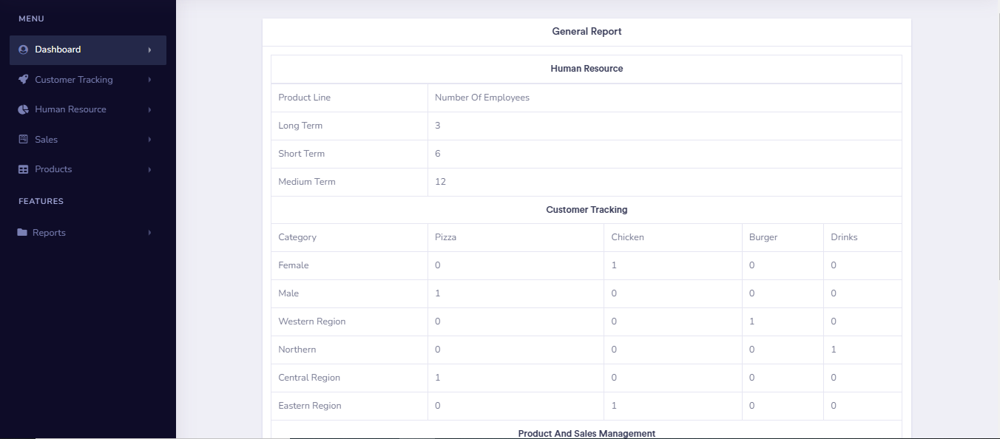 MENU
Dashboard
Customer Tracking
Human Resource
Sales
Products
FEATURES
Reports
General Report
Human Resource
Product Line Number Of Employees
Long Term 3
Short Term 6
Medium Term 12
Customer Tracking
Category Pizza Chicken Burger Drinks
Female 0 1 0 0
Male 1 0 0 0
Western Region 0 0 1 0
Northern 0 0 0 1
Central Region 1 0 0 0
Eastern Region 0 1 0 0
Product And Sales Management